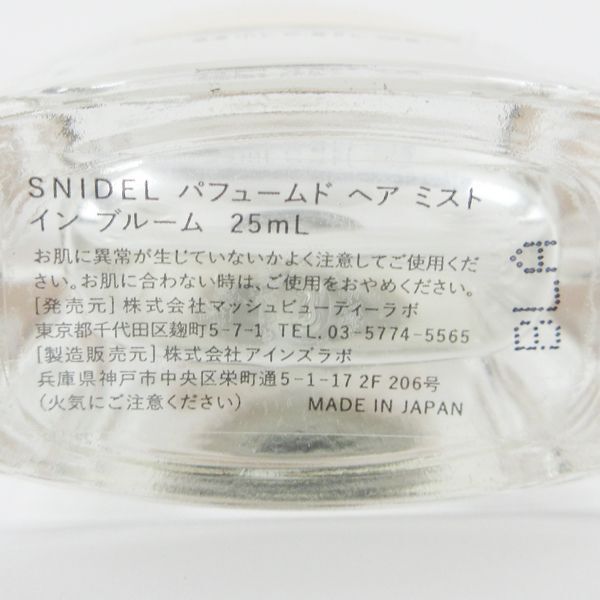 SNIDEL パフュームド ヘア ミスト
イン ブルーム 25mL
お肌に異常が生じていないかよく注意してご使用くだ
さい。お肌に合わない時は、ご使用をおやめください。
[発売元]株式会社マッシュビューティーラボ
東京都千代田区麹町5-7-1 TEL. 03-5774-5565
[製造販売元]株式会社アインズラボ
兵庫県神戸市中央区栄町通5-1-17 2F 206号
(火気にご注意ください) MADE IN JAPAN